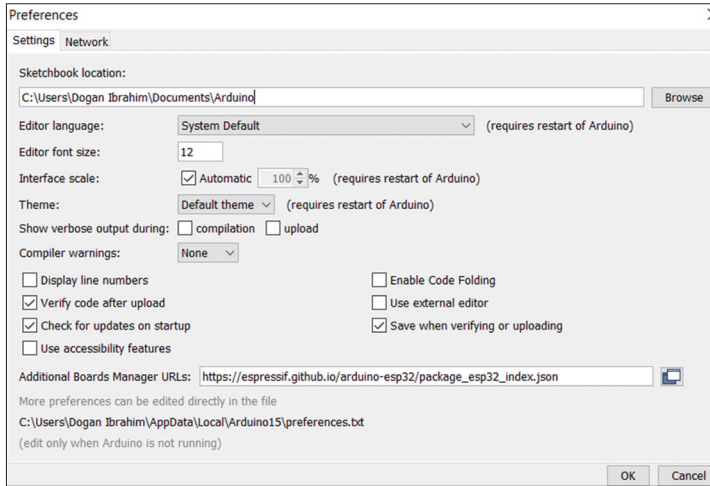 Preferences
Settings Network
Sketchbook location:
C:\Users\Dogan Ibrahim\Documents\Arduino Browse
Editor language: System Default (requires restart of Arduino)
Editor font size: 12
Interface scale: Automatic 100 % (requires restart of Arduino)
Theme: Default theme (requires restart of Arduino)
Show verbose output during: compilation upload
Compiler warnings: None
Display line numbers Enable Code Folding
Verify code after upload Use external editor
Check for updates on startup Save when verifying or uploading
Use accessibility features
Additional Boards Manager URLs: https://espressif.github.io/arduino-esp32/package_esp32_index.json
More preferences can be edited directly in the file
C:\Users\Dogan Ibrahim\AppData\Local\Arduino15\preferences.txt
(edit only when Arduino is not running)
OK Cancel